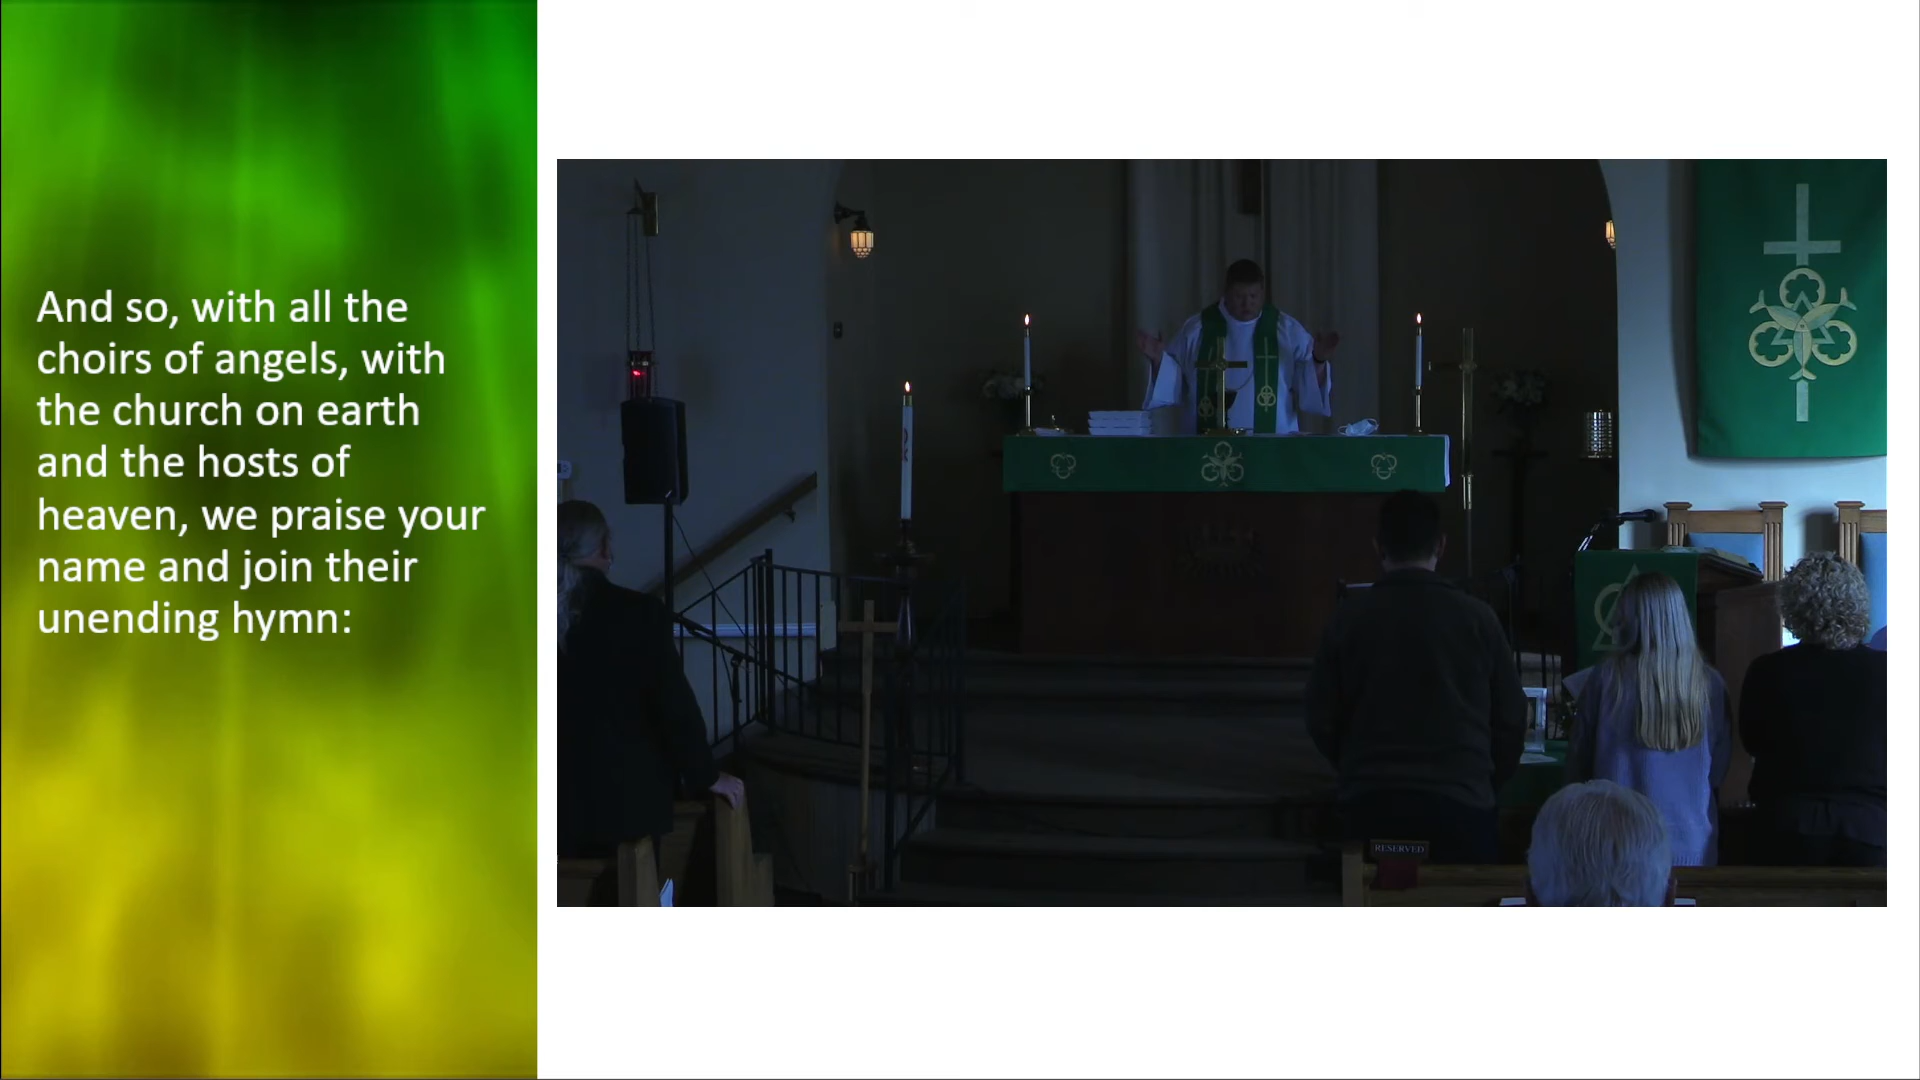 And so, with all the
choirs of angels, with
the church on earth
and the hosts of
heaven, we praise your
name and join their
unending hymn:
RESERVED